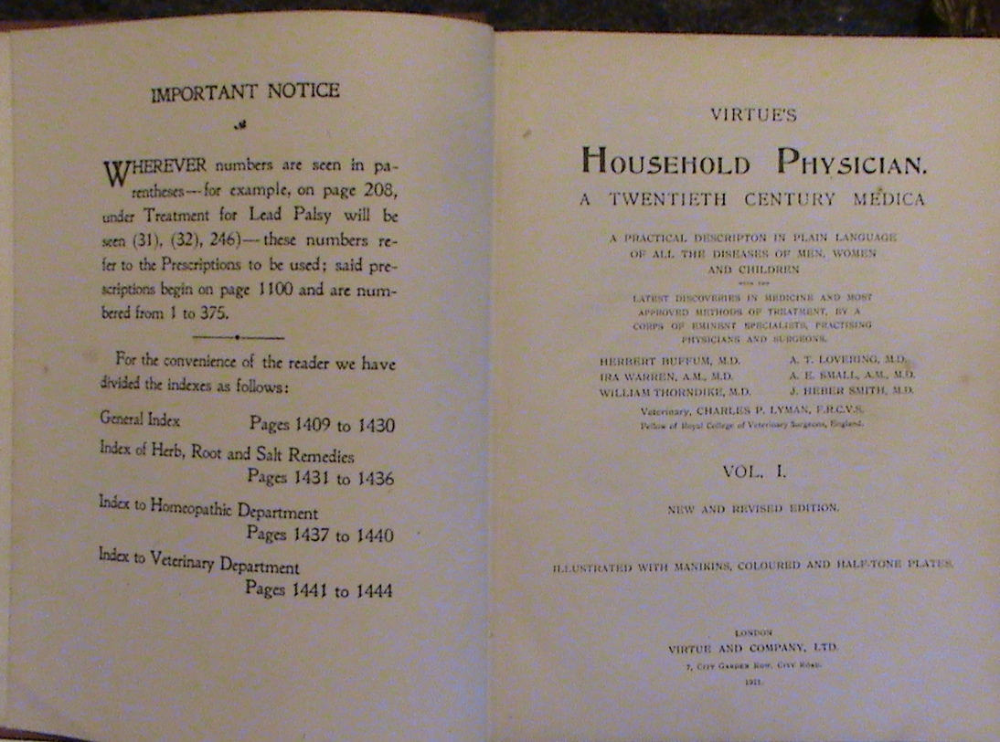 IMPORTANT NOTICE
WHEREVER numbers are seen in pa-
rentheses—for example, on page 208,
under Treatment for Lead Palsy will be
seen (31), (32), 246)—these numbers re-
fer to the Prescriptions to be used; said pre-
scriptions begin on page 1100 and are num-
bered from 1 to 375.
For the convenience of the reader we have
divided the indexes as follows:
General Index Pages 1409 to 1430
Index of Herb, Root and Salt Remedies
Pages 1431 to 1436
Index to Homeopathic Department
Pages 1437 to 1440
Index to Veterinary Department
Pages 1441 to 1444
VIRTUE'S
HOUSEHOLD PHYSICIAN.
A TWENTIETH CENTURY MEDICA
A PRACTICAL DESCRIPTON IN PLAIN LANGUAGE
OF ALL THE DISEASES OF MEN, WOMEN
AND CHILDREN
WITH THE
LATEST DISCOVERIES IN MEDICINE AND MOST
APPROVED METHODS OF TREATMENT, BY A
CORPS OF EMINENT SPECIALISTS, PRACTISING
PHYSICIANS AND SURGEONS.
HERBERT BUFFUM, M.D. A. T. LOVERING, M.D.
IRA WARREN, A.M., M.D. A. E. SMALL, A.M., M.D.
WILLIAM THORNDIKE, M.D. J. HEBER SMITH, M.D.
Veterinary, CHARLES P. LYMAN, F.R.C.V.S.
Fellow of Royal College of Veterinary Surgeons, England.
VOL. I.
NEW AND REVISED EDITION.
ILLUSTRATED WITH MANIKINS, COLOURED AND HALF-TONE PLATES.
LONDON
VIRTUE AND COMPANY, LTD.
7, CITY GARDEN ROW, CITY ROAD.
1911.